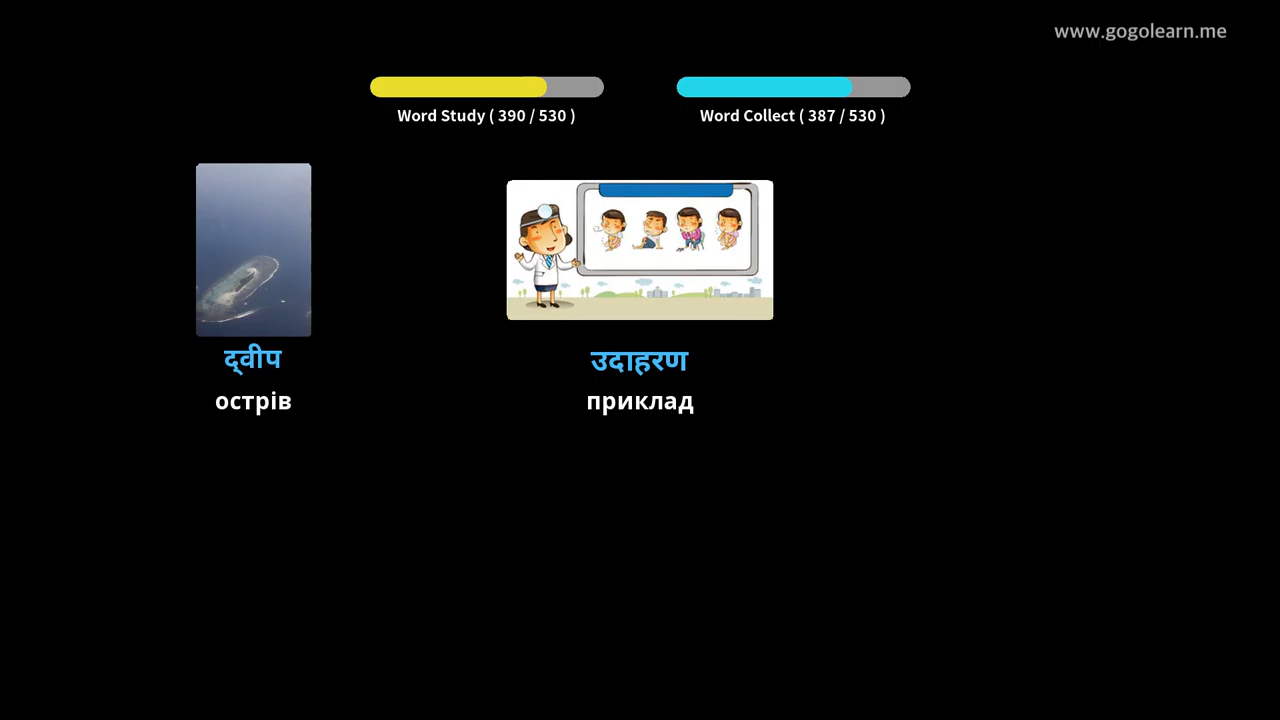 www.gogolearn.me
Word Study ( 390 / 530 )
Word Collect ( 387 / 530 )
द्वीप
острів
उदाहरण
приклад